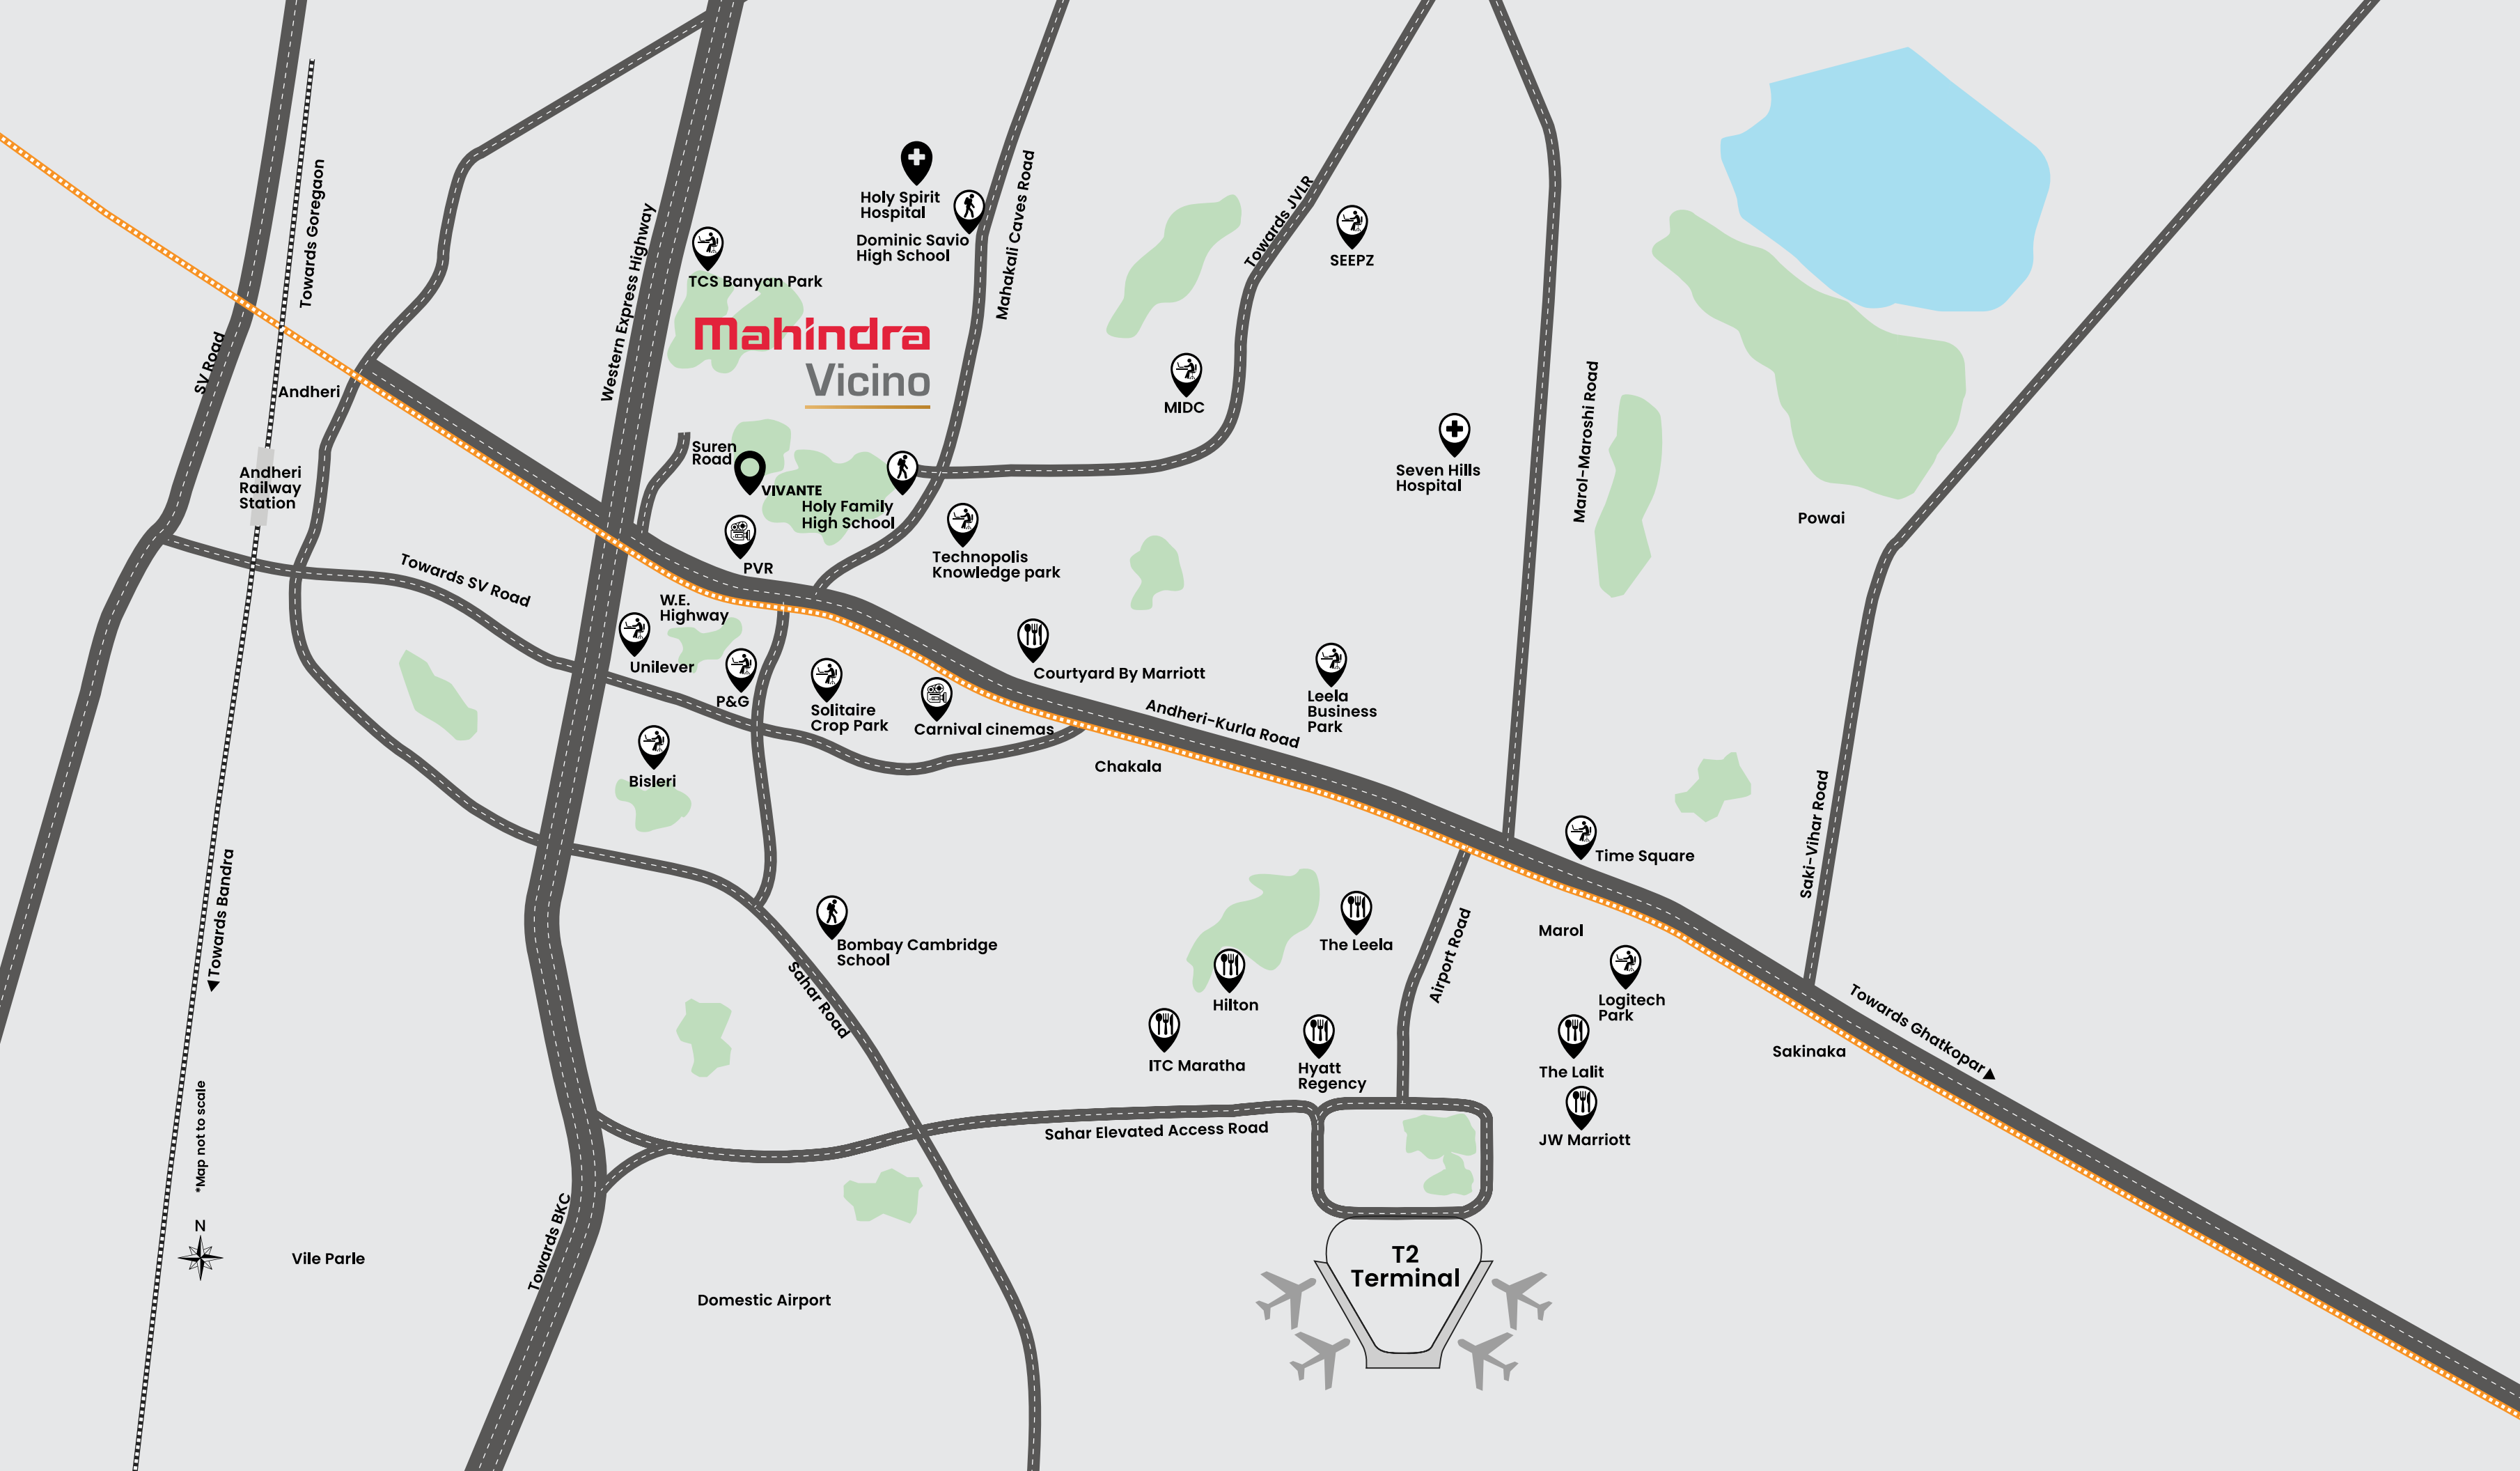 Towards Goregaon
SV Road
Andheri
Andheri
Railway
Station
Western Express Highway
TCS Banyan Park
Holy Spirit
Hospital
Dominic Savio
High School
Mahakali Caves Road
Towards JVLR
SEEPZ
mahindra
Vicino
MIDC
Suren
Road
VIVANTE
Holy Family
High School
PVR
Technopolis
Knowledge park
Seven Hills
Hospital
Marol-Maroshi Road
Powai
Towards SV Road
W.E.
Highway
Unilever
P&G
Solitaire
Crop Park
Carnival cinemas
Courtyard By Marriott
Andheri-Kurla Road
Leela
Business
Park
Chakala
Bisleri
Time Square
Saki-Vihar Road
Towards Bandra
Bombay Cambridge
School
Sahar Road
The Leela
Hilton
Airport Road
Marol
Logitech
Park
Towards Ghatkopar
ITC Maratha
Hyatt
Regency
The Lalit
Sakinaka
JW Marriott
Sahar Elevated Access Road
*Map not to scale
N
Vile Parle
Towards BKC
Domestic Airport
T2
Terminal